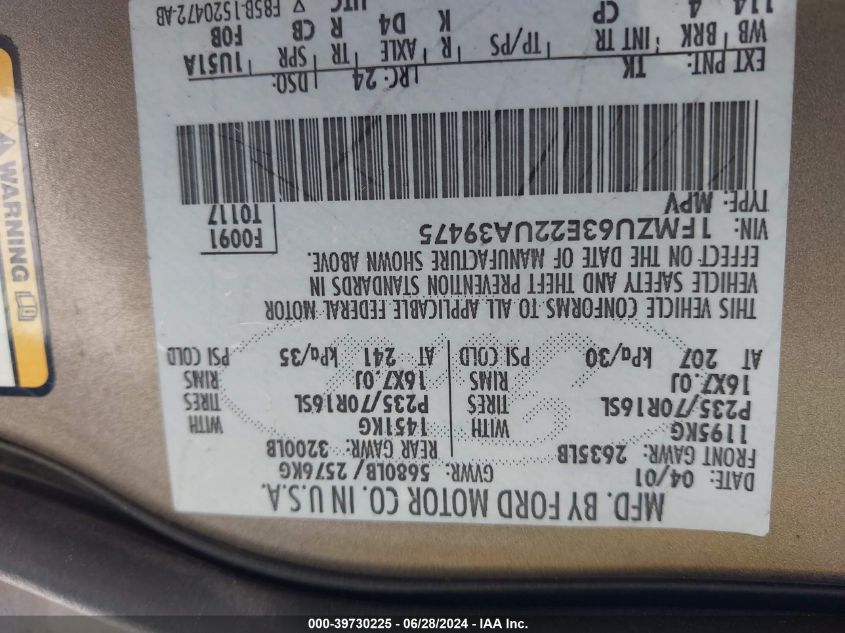 MFD. BY FORD MOTOR CO. IN U.S.A.
DATE: 04/01 GVWR: 5680LB/2576KG
FRONT GAWR: 2635LB REAR GAWR: 3200LB
1195KG WITH 1451KG WITH
P235/70R16SL TIRES P235/70R16SL TIRES
16X7.0J RIMS 16X7.0J RIMS
AT 207 kPa/30 PSI COLD AT 241 kPa/35 PSI COLD
THIS VEHICLE CONFORMS TO ALL APPLICABLE FEDERAL MOTOR
VEHICLE SAFETY AND THEFT PREVENTION STANDARDS IN
EFFECT ON THE DATE OF MANUFACTURE SHOWN ABOVE.
VIN: 1FMZU63E22UA39475 F0091
TYPE: MPV T0117
EXT PNT: TK LRC: 24 DSO:
WB BRK INT TR TP/PS R AXLE TR SPR 1U51A
114 4 CP K D4 R CB FOB
UTC V F85B-1520472-AB
WARNING
000-39730225 - 06/28/2024 - IAAI Inc.